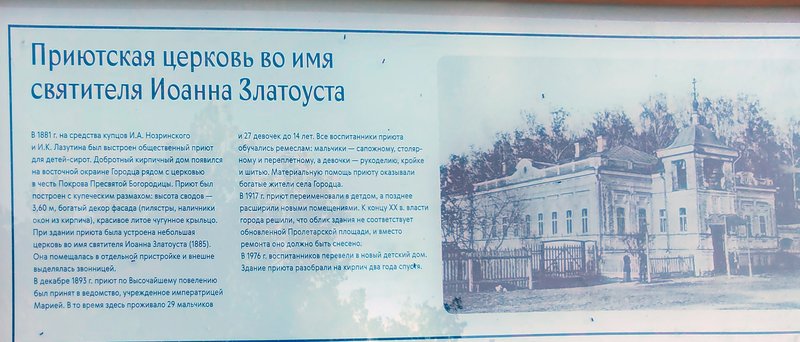 Приютская церковь во имя
святителя Иоанна Златоуста
В 1881 г. на средства купцов И.А. Нозринского
и И.К. Лазутина был выстроен общественный приют
для детей-сирот. Добротный кирпичный дом появился
на восточной окраине Городца рядом с церковью
в честь Покрова Пресвятой Богородицы. Приют был
построен с купеческим размахом: высота сводов —
3,60 м, богатый декор фасада (пилястры, наличники
окон из кирпича), красивое литое чугунное крыльцо.
При здании приюта была устроена небольшая
церковь во имя святителя Иоанна Златоуста (1885).
Она помещалась в отдельной пристройке и внешне
выделялась звонницей.
В декабре 1893 г. приют по Высочайшему повелению
был принят в ведомство, учрежденное императрицей
Марией. В то время здесь проживало 29 мальчиков
и 27 девочек до 14 лет. Все воспитанники приюта
обучались ремеслам: мальчики — сапожному, столяр-
ному и переплетному, а девочки — рукоделию, кройке
и шитью. Материальную помощь приюту оказывали
богатые жители села Городца.
В 1917 г. приют переименовали в детдом, а позднее
расширили новыми помещениями. К концу XX в. власти
города решили, что облик здания не соответствует
обновленной Пролетарской площади, и вместо
ремонта оно должно быть снесено.
В 1976 г. воспитанников перевели в новый детский дом.
Здание приюта разобрали на кирпич два года спустя.